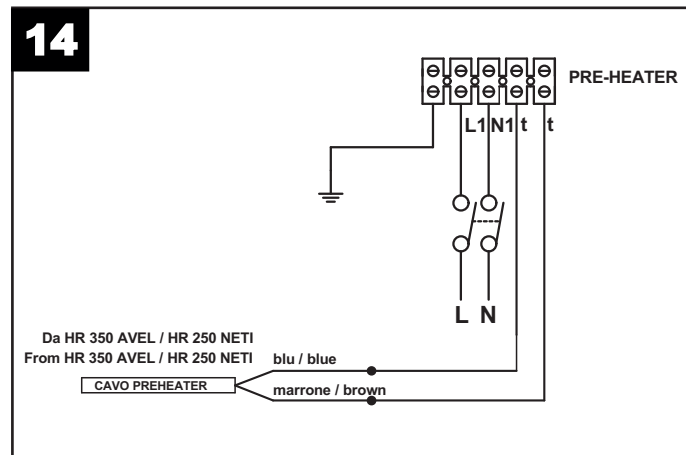 14
PRE-HEATER
L1 N1 t t
L N
Da HR 350 AVEL / HR 250 NETI
From HR 350 AVEL / HR 250 NETI
blu / blue
CAVO PREHEATER
marrone / brown